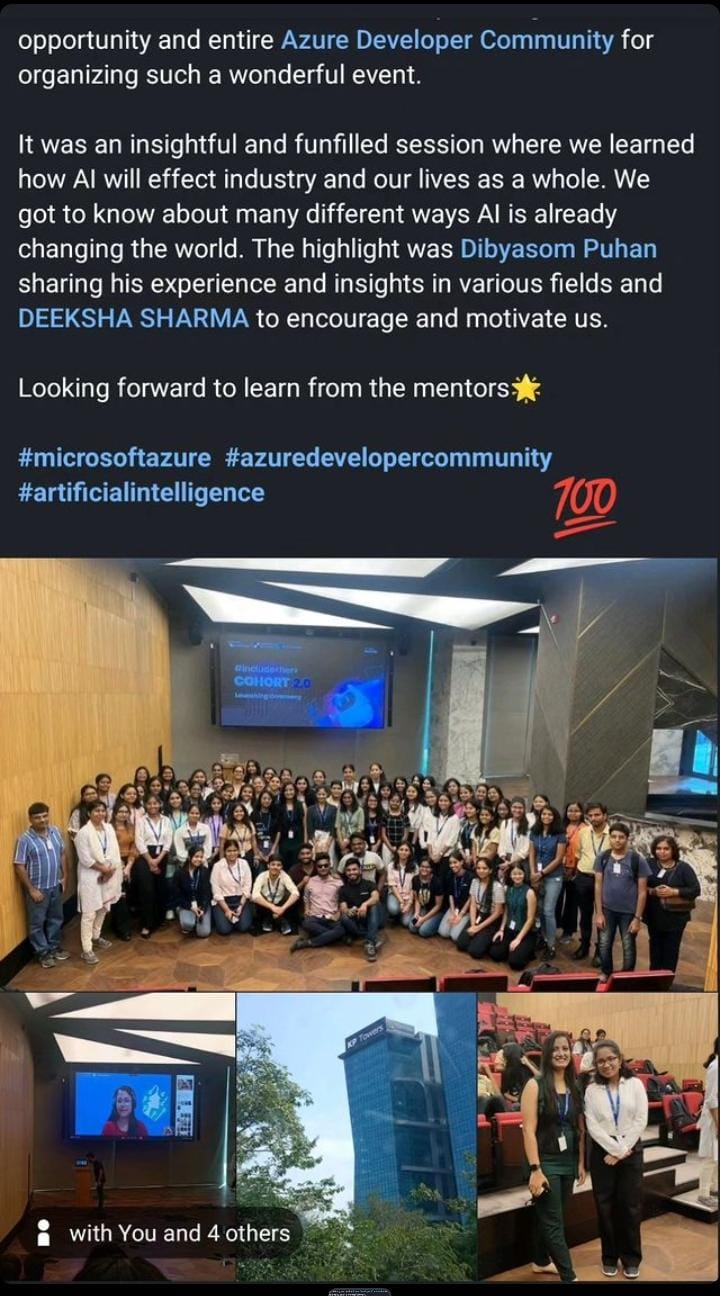 opportunity and entire Azure Developer Community for
organizing such a wonderful event.
It was an insightful and funfilled session where we learned
how AI will effect industry and our lives as a whole. We
got to know about many different ways AI is already
changing the world. The highlight was Dibyasom Puhan
sharing his experience and insights in various fields and
DEEKSHA SHARMA to encourage and motivate us.
Looking forward to learn from the mentors🌟
#microsoftazure #azuredevelopercommunity
#artificialintelligence
💯
#include<her>
COHORT 2.0
Launching Ceremony
KP Towers
with You and 4 others